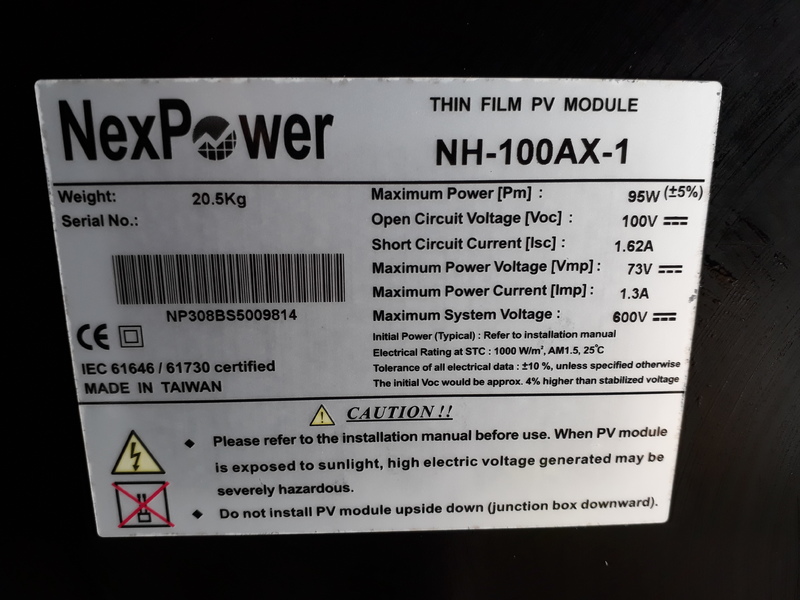 NexPower
THIN FILM PV MODULE
NH-100AX-1
Weight: 20.5Kg
Serial No.:
NP308BS5009814
CE
IEC 61646 / 61730 certified
MADE IN TAIWAN
Maximum Power [Pm] : 95W (±5%)
Open Circuit Voltage [Voc] : 100V
Short Circuit Current [Isc] : 1.62A
Maximum Power Voltage [Vmp] : 73V
Maximum Power Current [Imp] : 1.3A
Maximum System Voltage : 600V
Initial Power (Typical) : Refer to installation manual
Electrical Rating at STC : 1000 W/m², AM1.5, 25°C
Tolerance of all electrical data : ±10 %, unless specified otherwise
The initial Voc would be approx. 4% higher than stabilized voltage
CAUTION !!
◆ Please refer to the installation manual before use. When PV module
is exposed to sunlight, high electric voltage generated may be
severely hazardous.
◆ Do not install PV module upside down (junction box downward).